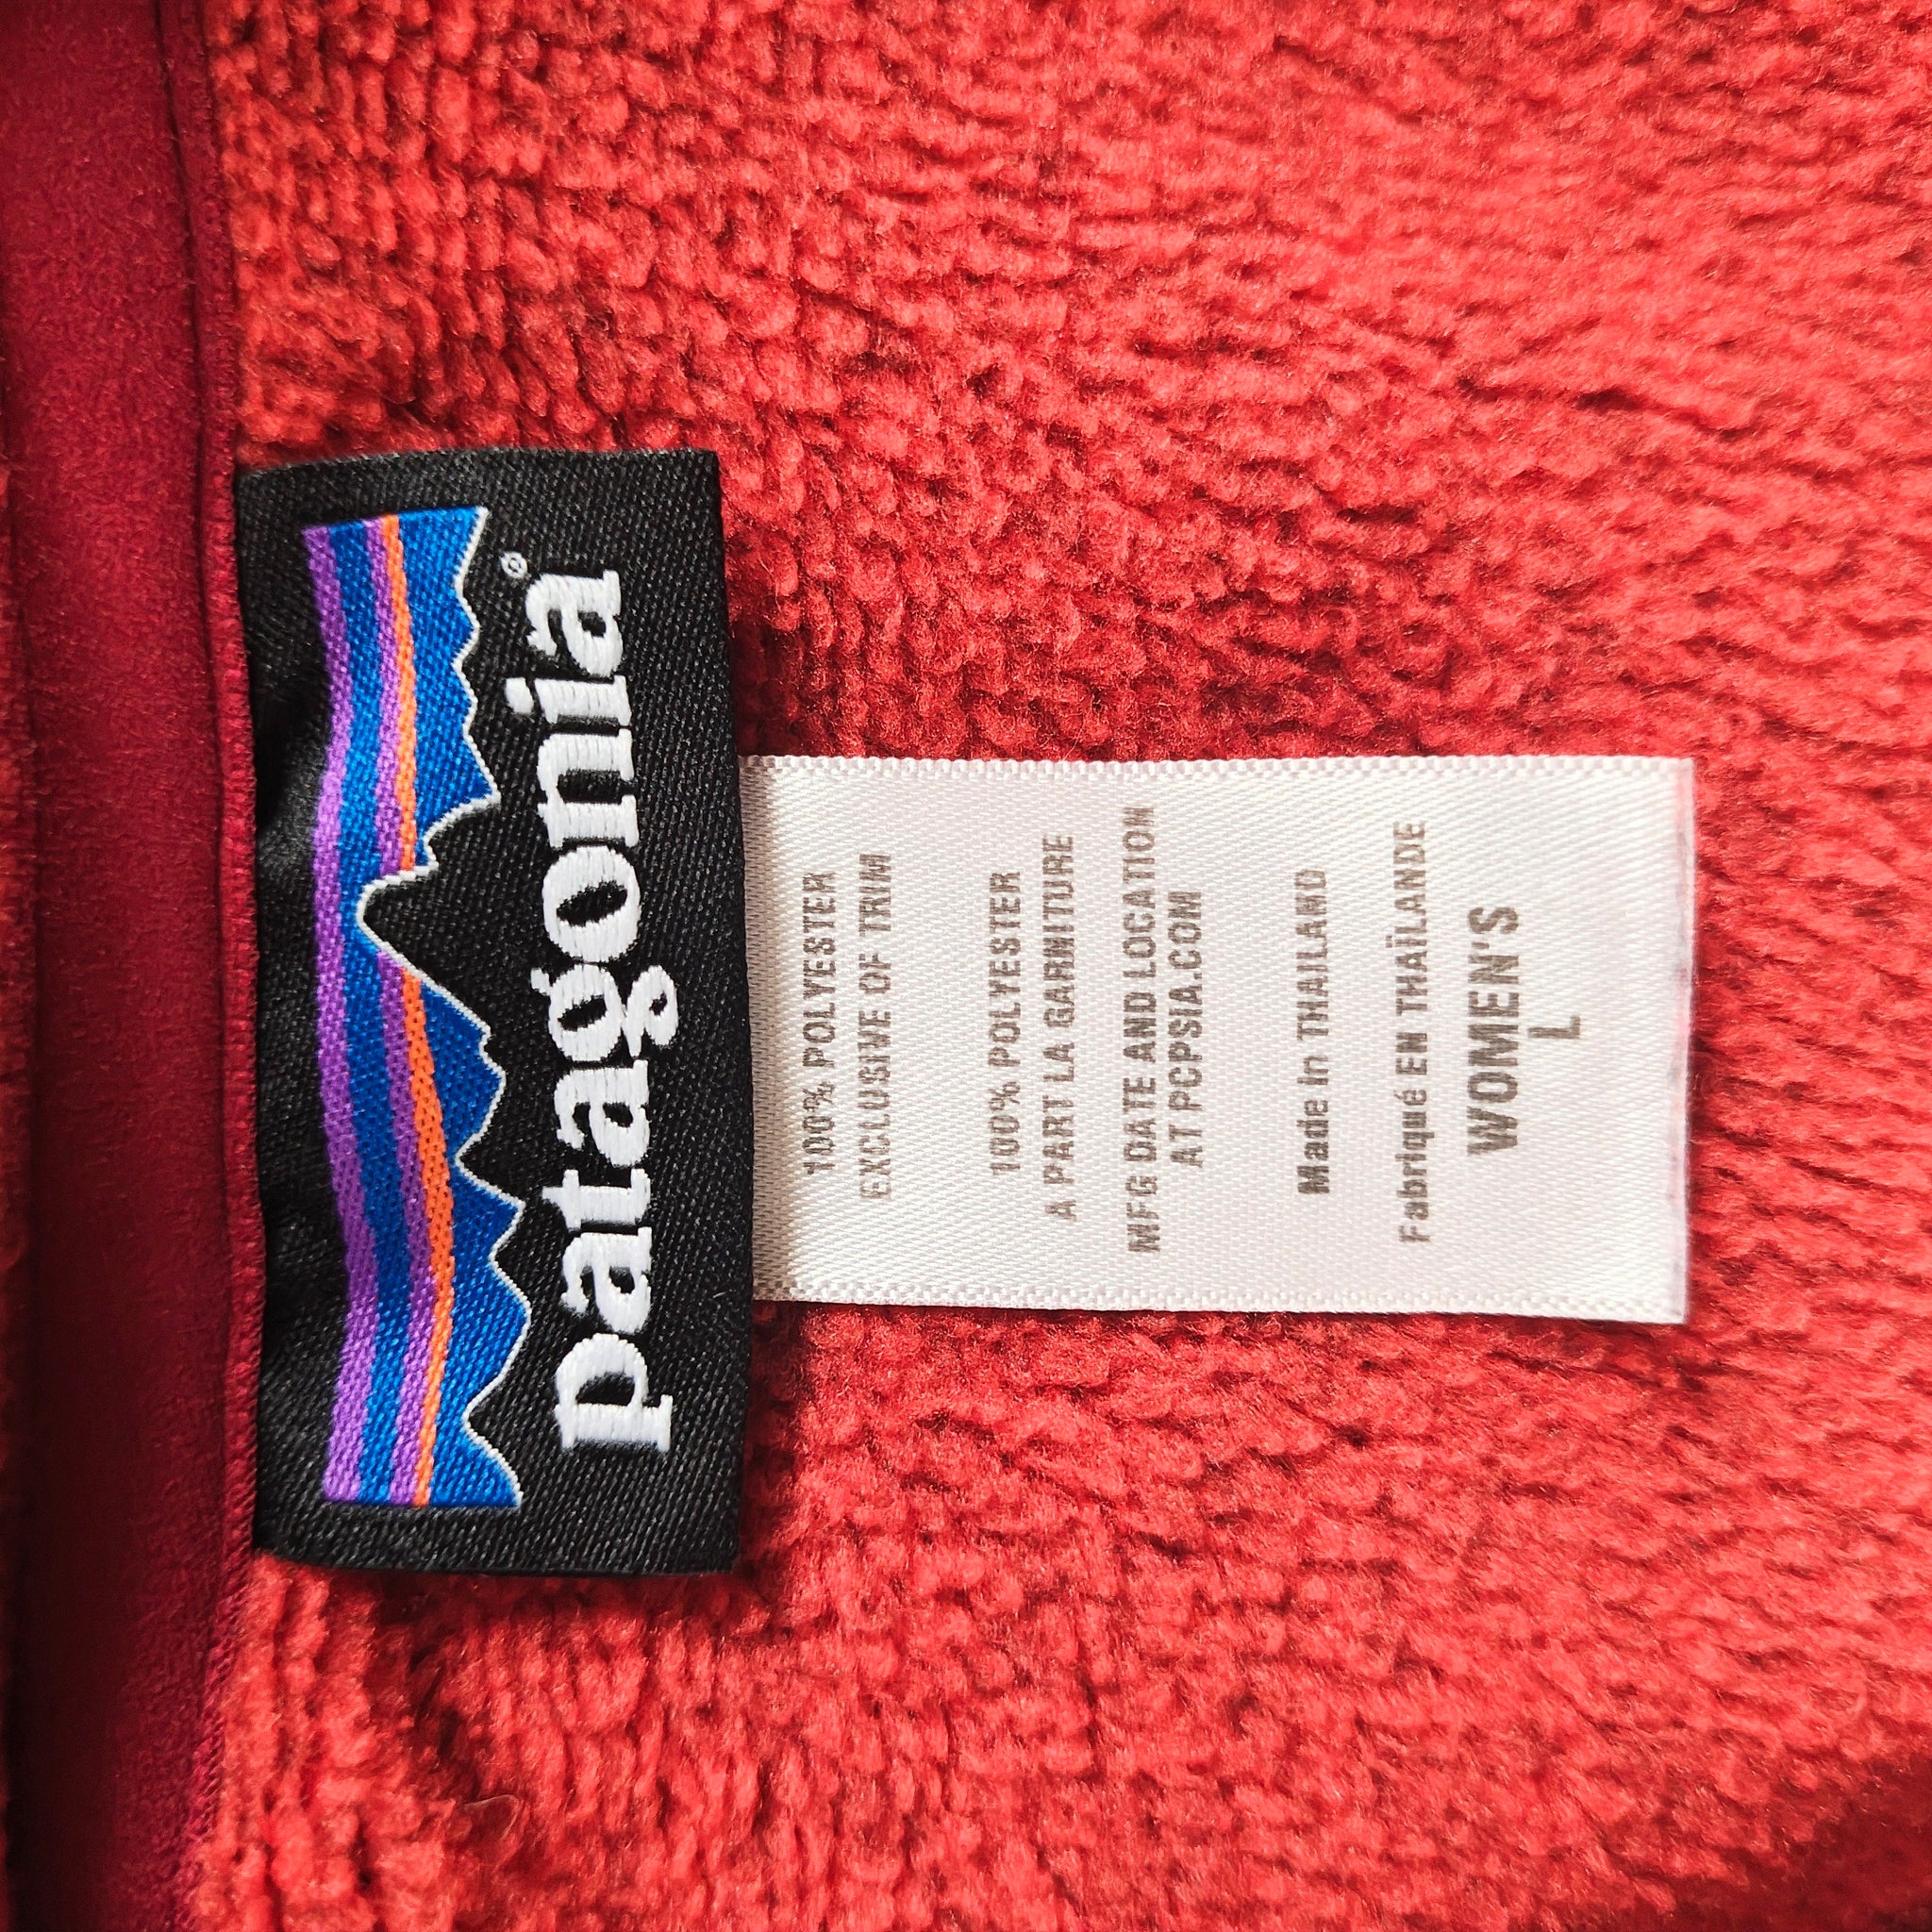 patagonia®
100% POLYESTER
EXCLUSIVE OF TRIM
100% POLYESTER
A PART LA GARNITURE
MFG DATE AND LOCATION
AT PCPSIA.COM
Made in THAILAND
Fabriqué EN THAÏLANDE
WOMEN'S
L